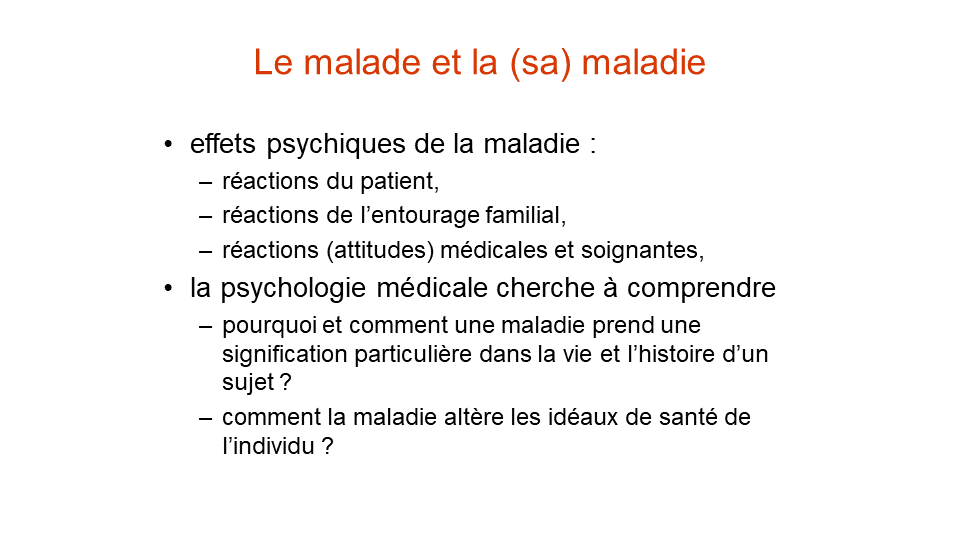 Le malade et la (sa) maladie
• effets psychiques de la maladie :
– réactions du patient,
– réactions de l’entourage familial,
– réactions (attitudes) médicales et soignantes,
• la psychologie médicale cherche à comprendre
– pourquoi et comment une maladie prend une
signification particulière dans la vie et l’histoire d’un
sujet ?
– comment la maladie altère les idéaux de santé de
l’individu ?